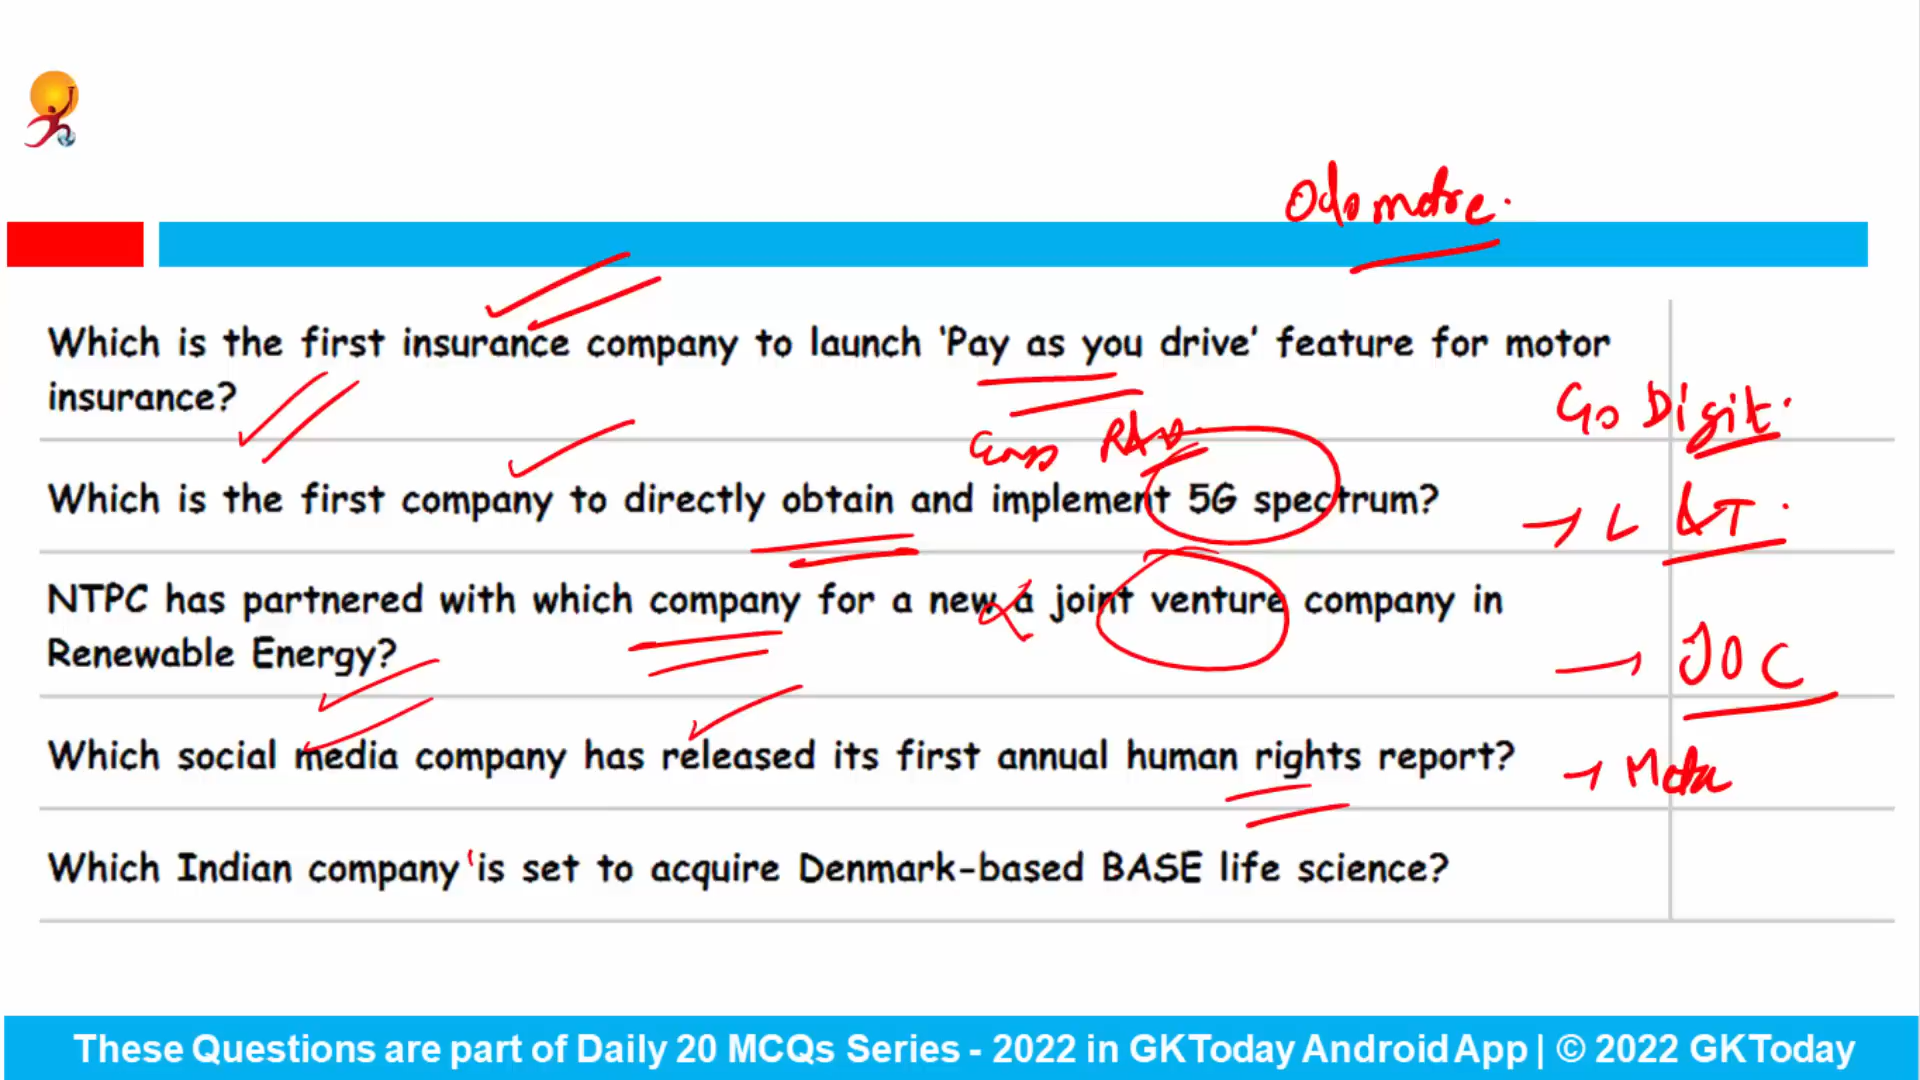 Odometre.
Which is the first insurance company to launch 'Pay as you drive' feature for motor
insurance?
Go Digit.
Which is the first company to directly obtain and implement 5G spectrum?
→ L &T.
NTPC has partnered with which company for a new a joint venture company in
Renewable Energy?
→ IOC
Which social media company has released its first annual human rights report?
→ Meta
Which Indian company is set to acquire Denmark-based BASE life science?
These Questions are part of Daily 20 MCQs Series - 2022 in GKToday Android App | © 2022 GKToday